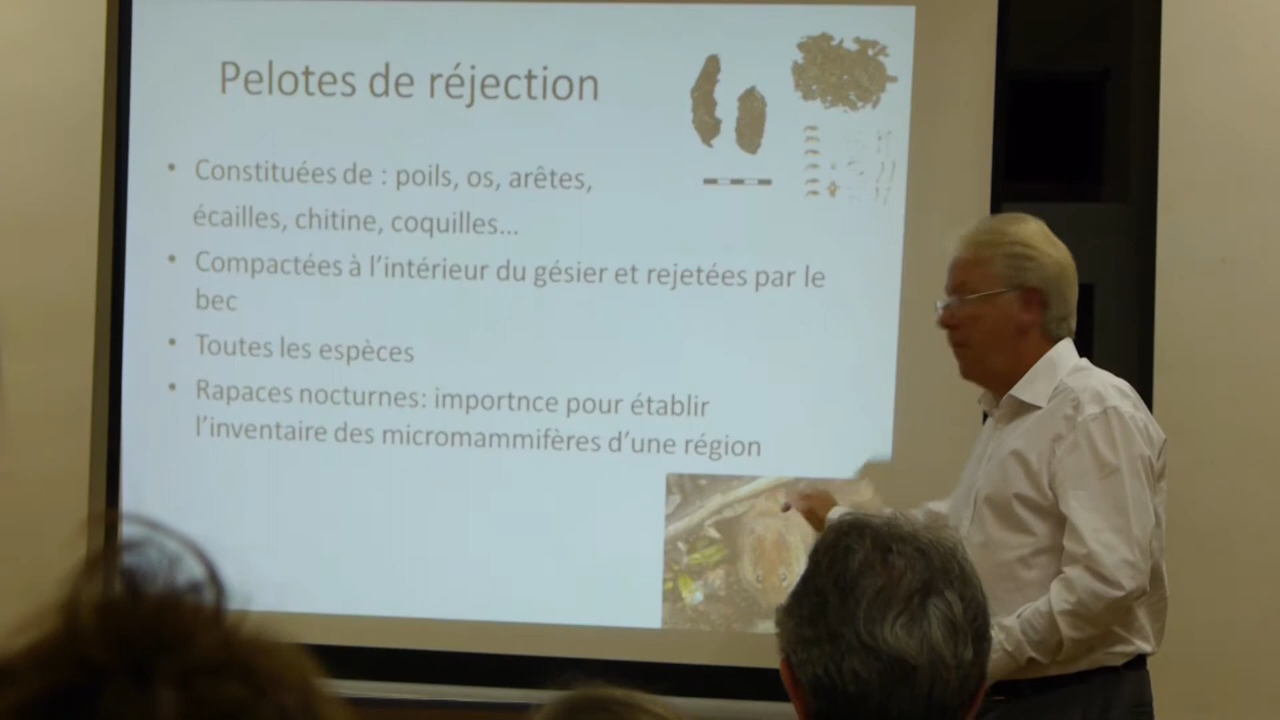 Pelotes de réjection
• Constituées de : poils, os, arêtes,
écailles, chitine, coquilles...
• Compactées à l'intérieur du gésier et rejetées par le
bec
• Toutes les espèces
• Rapaces nocturnes: importnce pour établir
l'inventaire des micromammifères d'une région